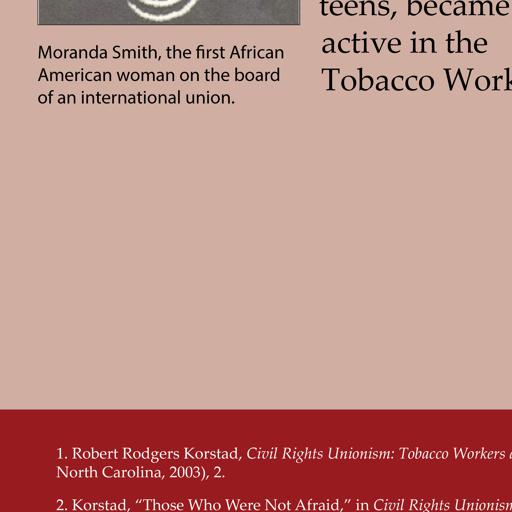 teens, became
active in the
Tobacco Work
Moranda Smith, the first African
American woman on the board
of an international union.
1. Robert Rodgers Korstad, Civil Rights Unionism: Tobacco Workers
North Carolina, 2003), 2.
2. Korstad, “Those Who Were Not Afraid,” in Civil Rights Unionism